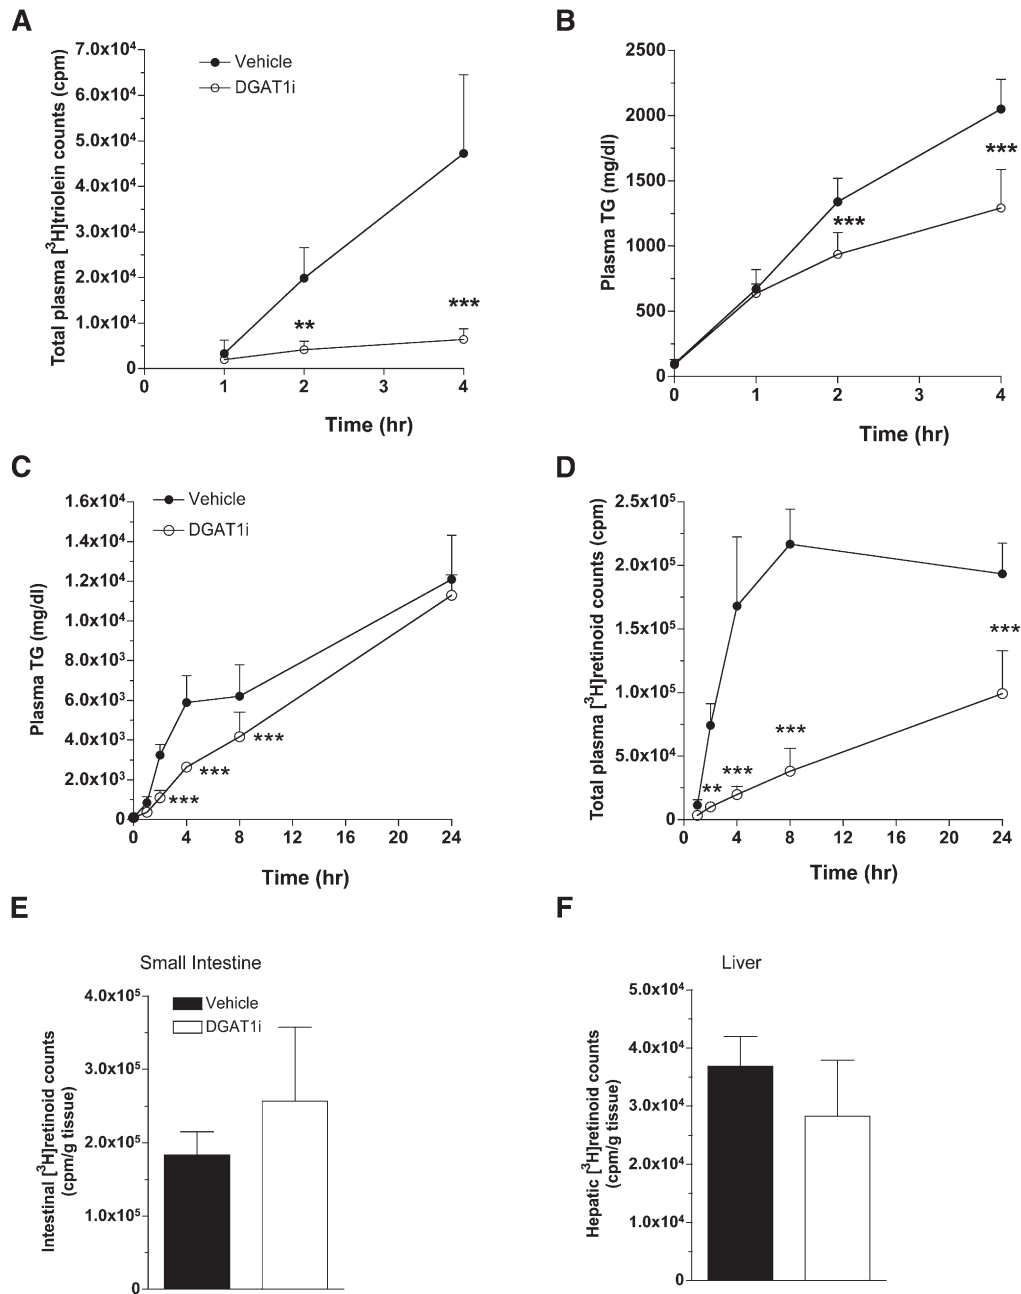 A
Total plasma [³H]triolein counts (cpm)
7.0x10⁴
6.0x10⁴
5.0x10⁴
4.0x10⁴
3.0x10⁴
2.0x10⁴
1.0x10⁴
0
Vehicle
DGAT1i
**
***
0 1 2 3 4
Time (hr)
B
Plasma TG (mg/dl)
2500
2000
1500
1000
500
0
***
***
0 1 2 3 4
Time (hr)
C
Plasma TG (mg/dl)
1.6x10⁴
1.4x10⁴
1.2x10⁴
1.0x10⁴
8.0x10³
6.0x10³
4.0x10³
2.0x10³
0
Vehicle
DGAT1i
***
***
***
0 4 8 12 16 20 24
Time (hr)
D
Total plasma [³H]retinoid counts (cpm)
2.5x10⁵
2.0x10⁵
1.5x10⁵
1.0x10⁵
5.0x10⁴
0
**
***
***
***
0 4 8 12 16 20 24
Time (hr)
E
Small Intestine
Intestinal [³H]retinoid counts
(cpm/g tissue)
4.0x10⁵
3.0x10⁵
2.0x10⁵
1.0x10⁵
0
Vehicle
DGAT1i
F
Liver
Hepatic [³H]retinoid counts
(cpm/g tissue)
5.0x10⁴
4.0x10⁴
3.0x10⁴
2.0x10⁴
1.0x10⁴
0